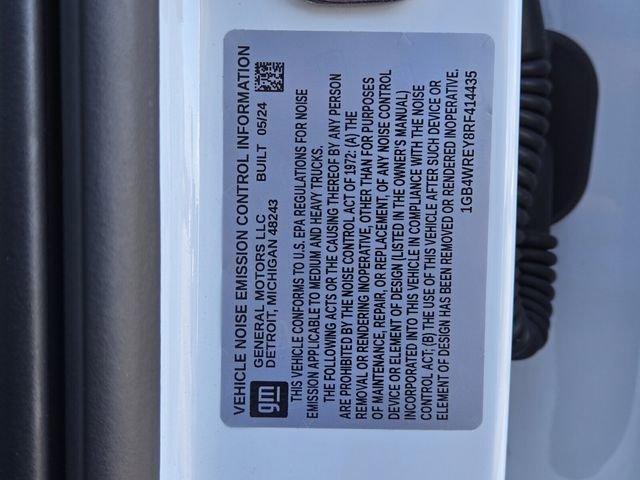 VEHICLE NOISE EMISSION CONTROL INFORMATION
gm
GENERAL MOTORS LLC BUILT 05/24
DETROIT, MICHIGAN 48243
THIS VEHICLE CONFORMS TO U.S. EPA REGULATIONS FOR NOISE
EMISSION APPLICABLE TO MEDIUM AND HEAVY TRUCKS.
THE FOLLOWING ACTS OR THE CAUSING THEREOF BY ANY PERSON
ARE PROHIBITED BY THE NOISE CONTROL ACT OF 1972: (A) THE
REMOVAL OR RENDERING INOPERATIVE, OTHER THAN FOR PURPOSES
OF MAINTENANCE, REPAIR, OR REPLACEMENT, OF ANY NOISE CONTROL
DEVICE OR ELEMENT OF DESIGN (LISTED IN THE OWNER'S MANUAL)
INCORPORATED INTO THIS VEHICLE IN COMPLIANCE WITH THE NOISE
CONTROL ACT; (B) THE USE OF THIS VEHICLE AFTER SUCH DEVICE OR
ELEMENT OF DESIGN HAS BEEN REMOVED OR RENDERED INOPERATIVE.
1GB4WREY8RF414435